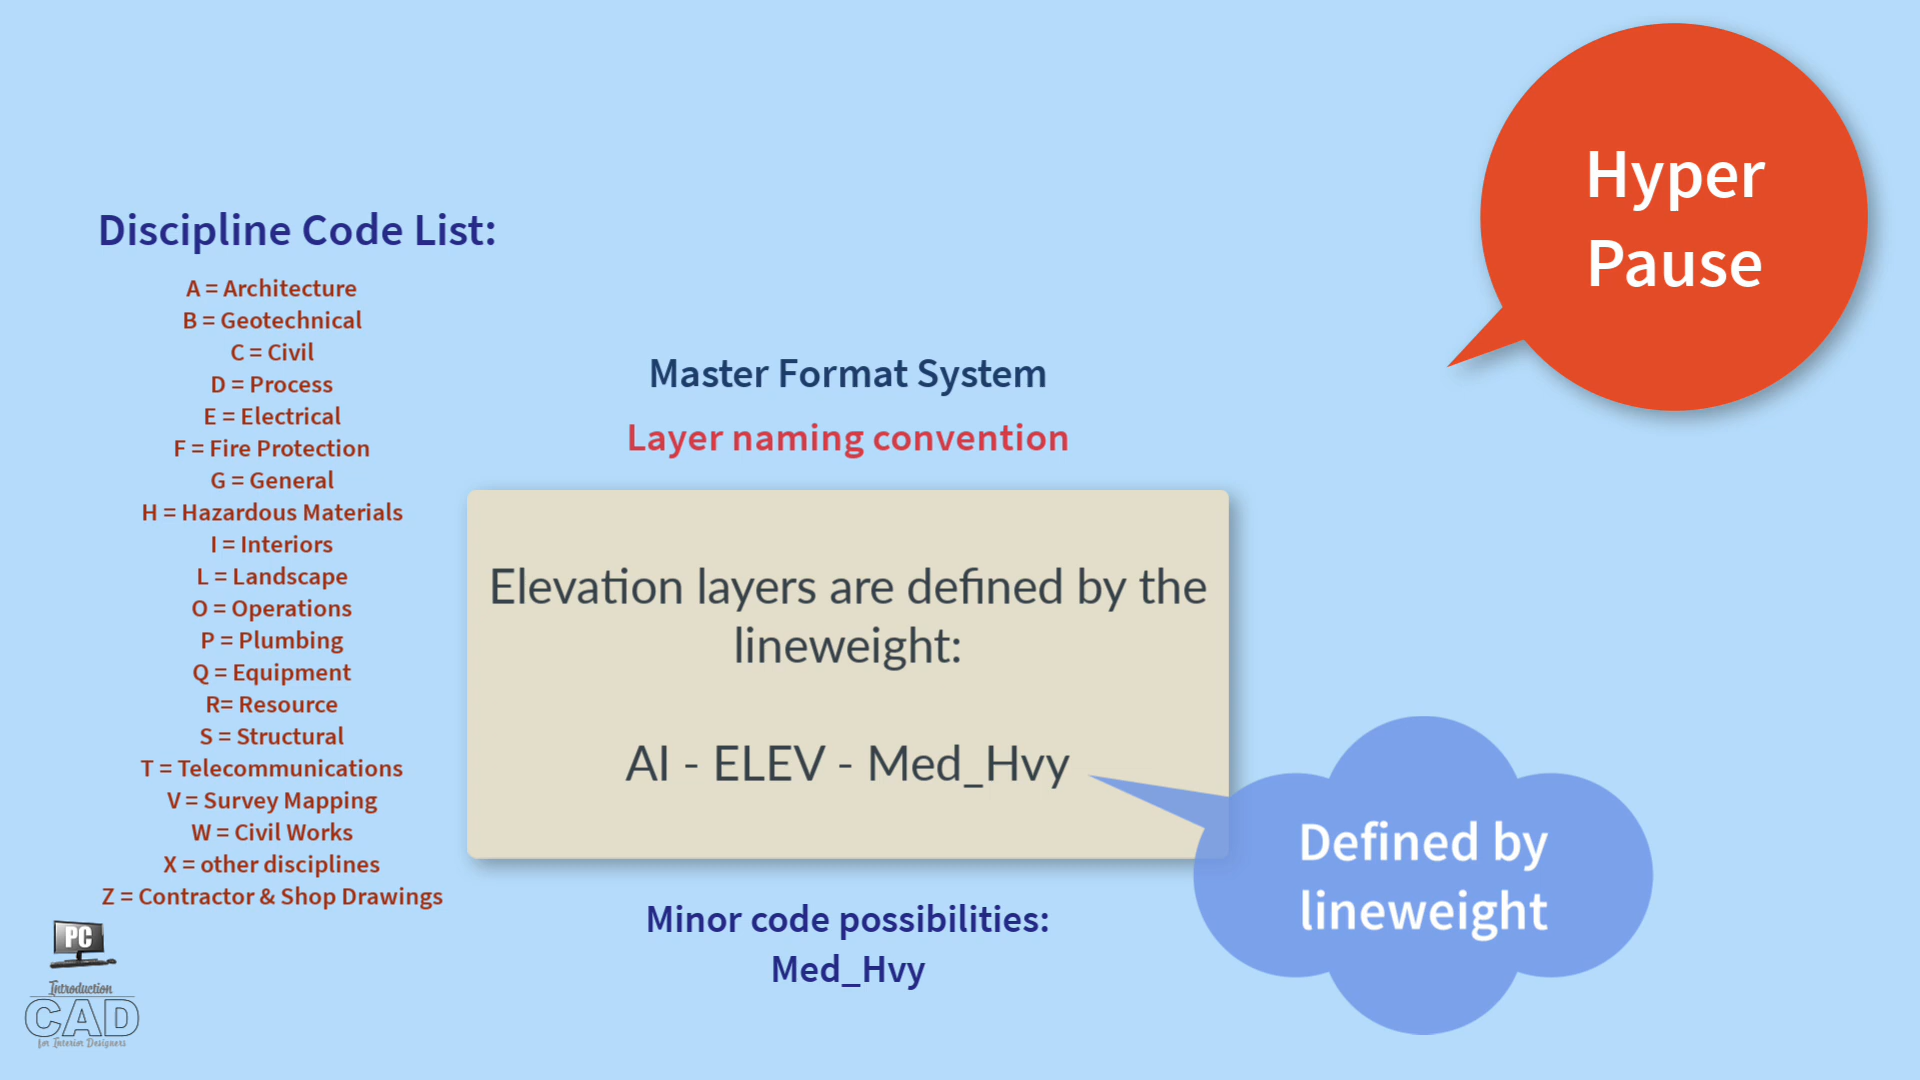 Hyper
Pause
Discipline Code List:
A = Architecture
B = Geotechnical
C = Civil
D = Process
E = Electrical
F = Fire Protection
G = General
H = Hazardous Materials
I = Interiors
L = Landscape
O = Operations
P = Plumbing
Q = Equipment
R= Resource
S = Structural
T = Telecommunications
V = Survey Mapping
W = Civil Works
X = other disciplines
Z = Contractor & Shop Drawings
Master Format System
Layer naming convention
Elevation layers are defined by the
lineweight:
AI - ELEV - Med_Hvy
Defined by
lineweight
Minor code possibilities:
Med_Hvy
PC
Introduction
CAD
for Interior Designers